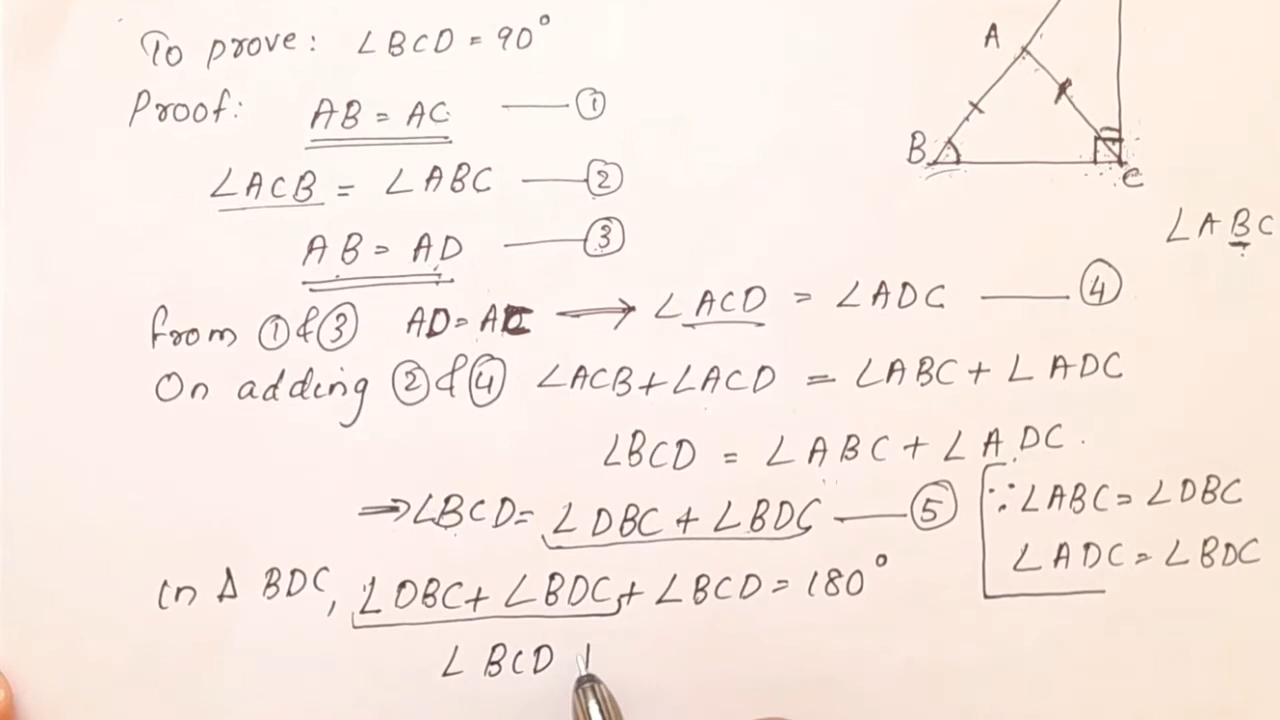 To prove: ∠BCD = 90°
Proof: AB = AC —— ①
∠ACB = ∠ABC —— ②
AB = AD —— ③
from ① & ③ AD = AC ⟹ ∠ACD = ∠ADC —— ④
On adding ② & ④ ∠ACB + ∠ACD = ∠ABC + ∠ADC
∠BCD = ∠ABC + ∠ADC.
⟹ ∠BCD = ∠DBC + ∠BDC —— ⑤
∵ ∠ABC = ∠DBC
∠ADC = ∠BDC
In Δ BDC, ∠DBC + ∠BDC + ∠BCD = 180°
∠BCD
A
B
C
∠ABC